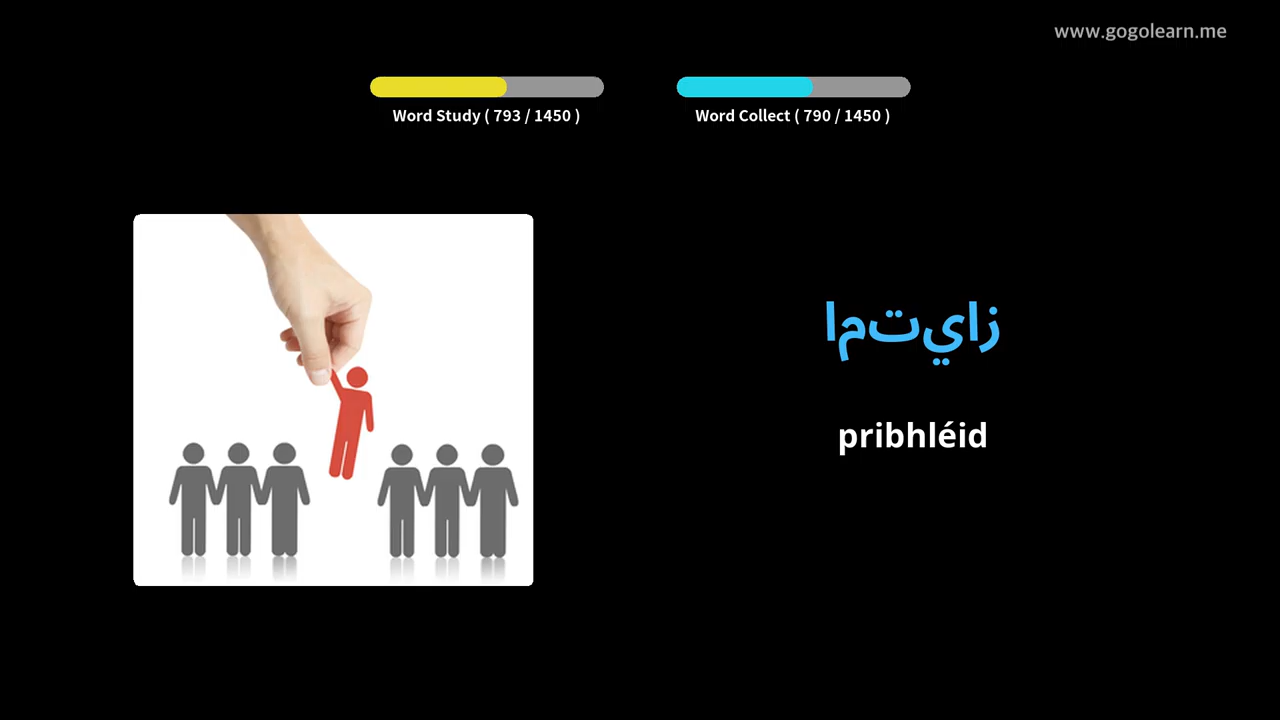 www.gogolearn.me
Word Study ( 793 / 1450 )
Word Collect ( 790 / 1450 )
امتياز
pribhléid